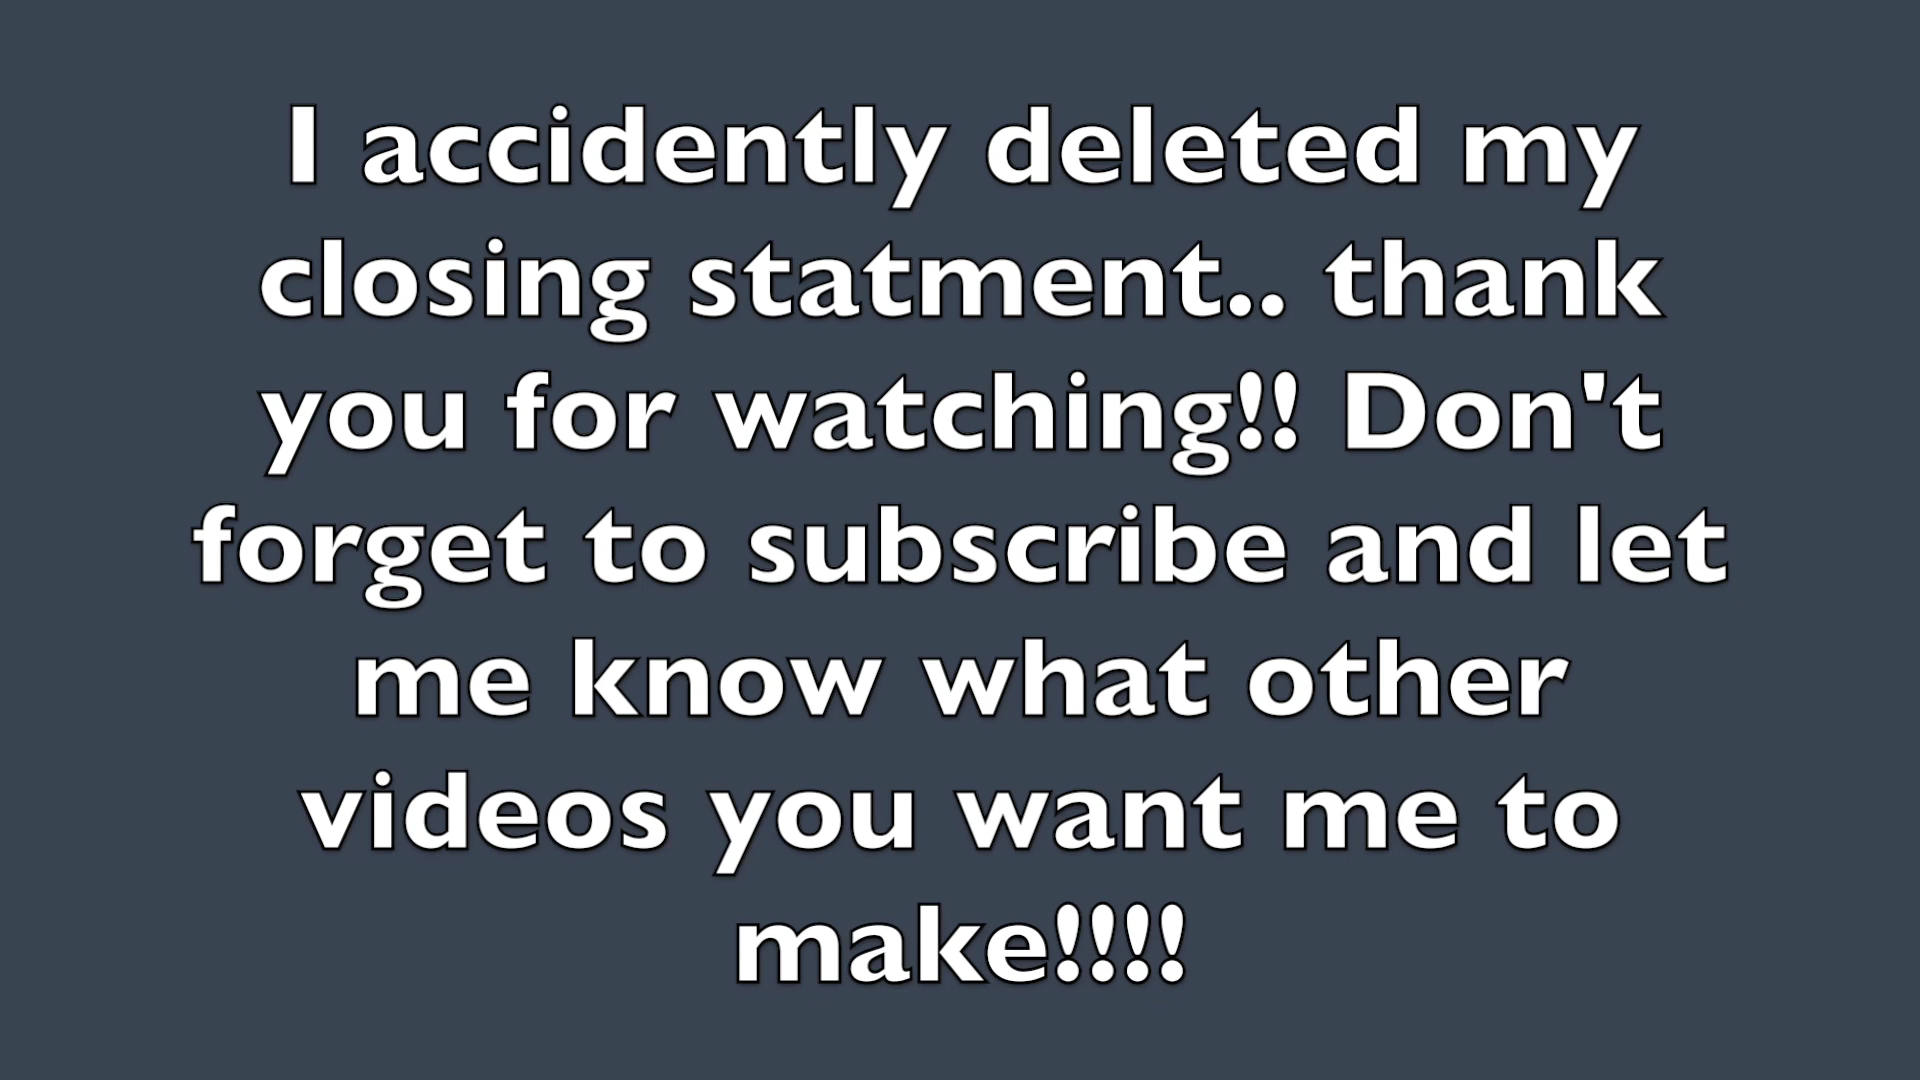 I accidently deleted my
closing statment.. thank
you for watching!! Don't
forget to subscribe and let
me know what other
videos you want me to
make!!!!